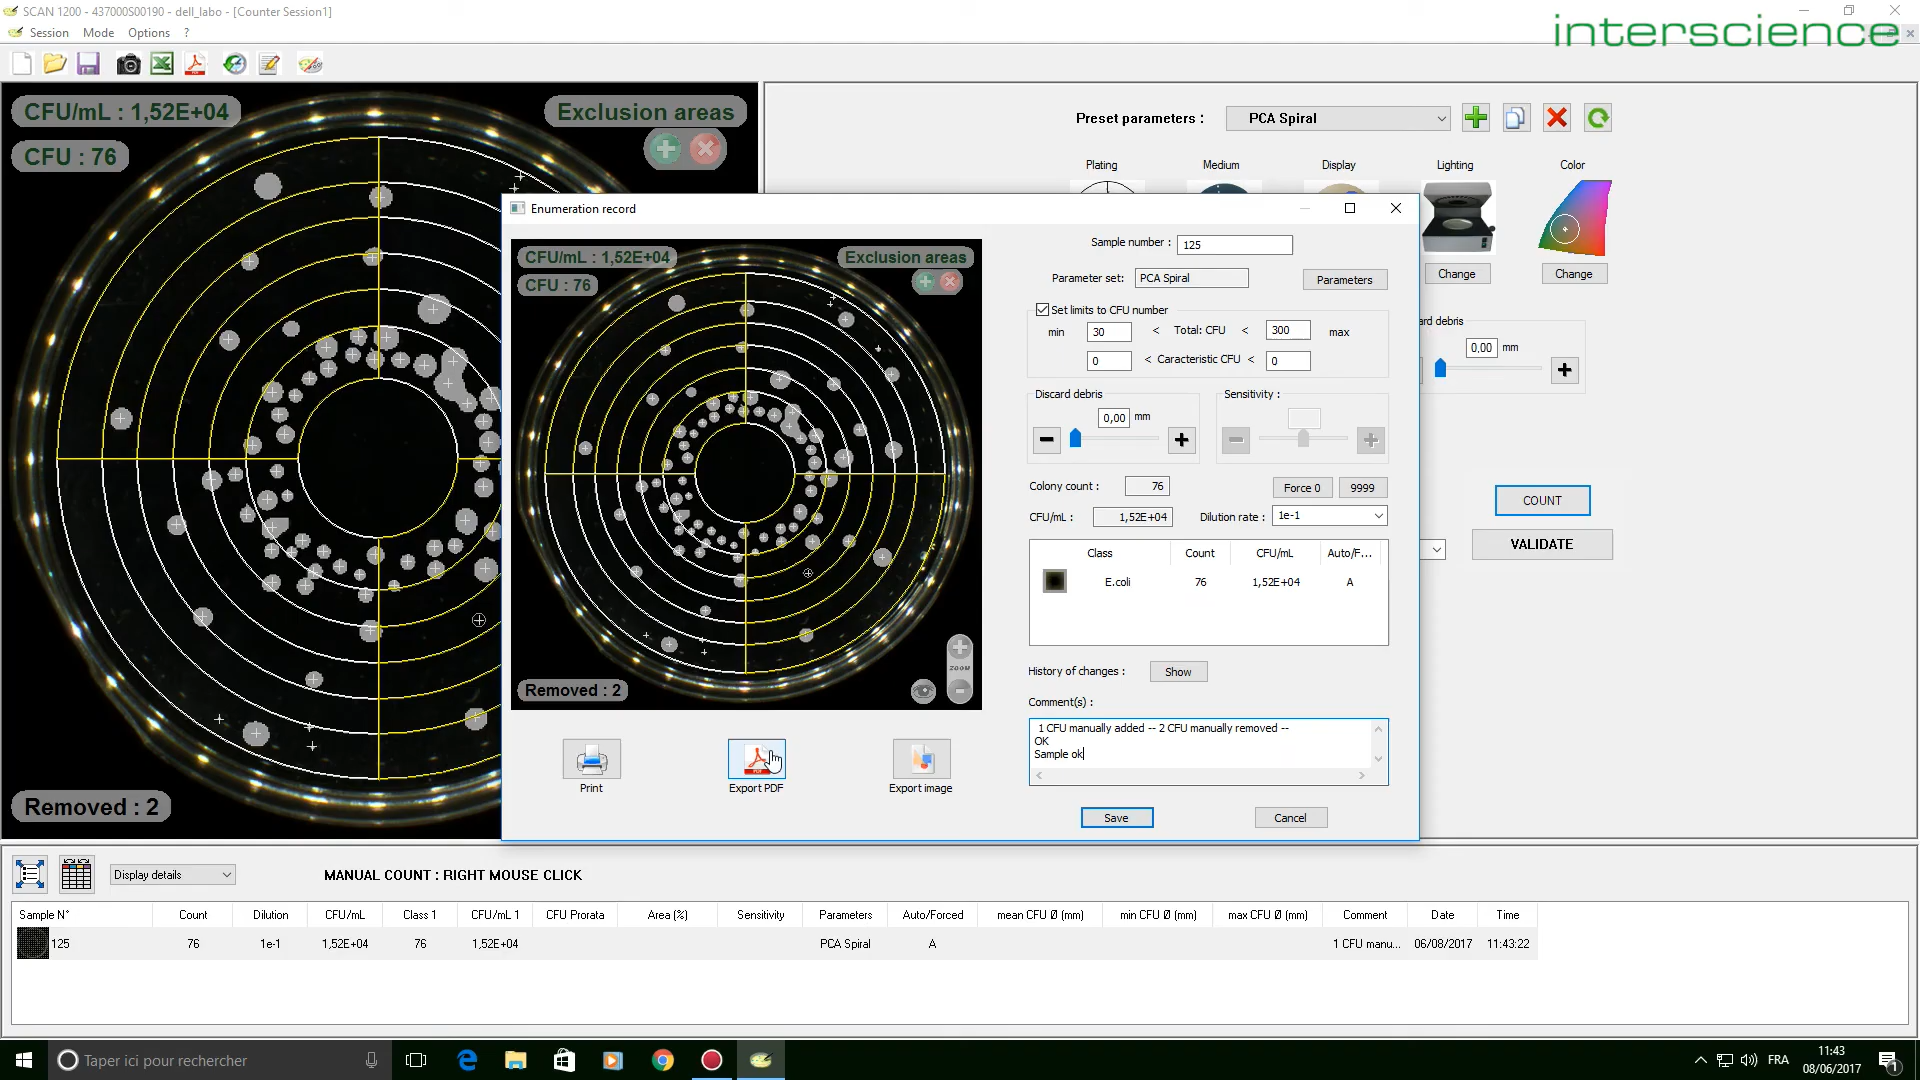 SCAN 1200 - 437000S00190 - dell_labo - [Counter Session1]
interscience
Session Mode Options ?
CFU/mL : 1,52E+04
CFU : 76
Exclusion areas
Removed : 2
Preset parameters : PCA Spiral
Plating Medium Display Lighting Color
Change Change
ard debris
0,00 mm
COUNT
VALIDATE
Enumeration record
CFU/mL : 1,52E+04
CFU : 76
Exclusion areas
ZOOM
Removed : 2
Print
PDF
Export PDF
Export image
Sample number : 125
Parameter set: PCA Spiral Parameters
Set limits to CFU number
min 30 < Total: CFU < 300 max
0 < Caracteristic CFU < 0
Discard debris
0,00 mm
Sensitivity :
Colony count : 76 Force 0 9999
CFU/mL : 1,52E+04 Dilution rate : 1e-1
Class Count CFU/mL Auto/F...
E.coli 76 1,52E+04 A
History of changes : Show
Comment(s) :
1 CFU manually added -- 2 CFU manually removed --
OK
Sample ok
Save Cancel
Display details MANUAL COUNT : RIGHT MOUSE CLICK
Sample N° Count Dilution CFU/mL Class 1 CFU/mL 1 CFU Prorata Area (%) Sensitivity Parameters Auto/Forced mean CFU Ø (mm) min CFU Ø (mm) max CFU Ø (mm) Comment Date Time
125 76 1e-1 1,52E+04 76 1,52E+04 PCA Spiral A 1 CFU manu... 06/08/2017 11:43:22
Taper ici pour rechercher
FRA
11:43
08/06/2017
1